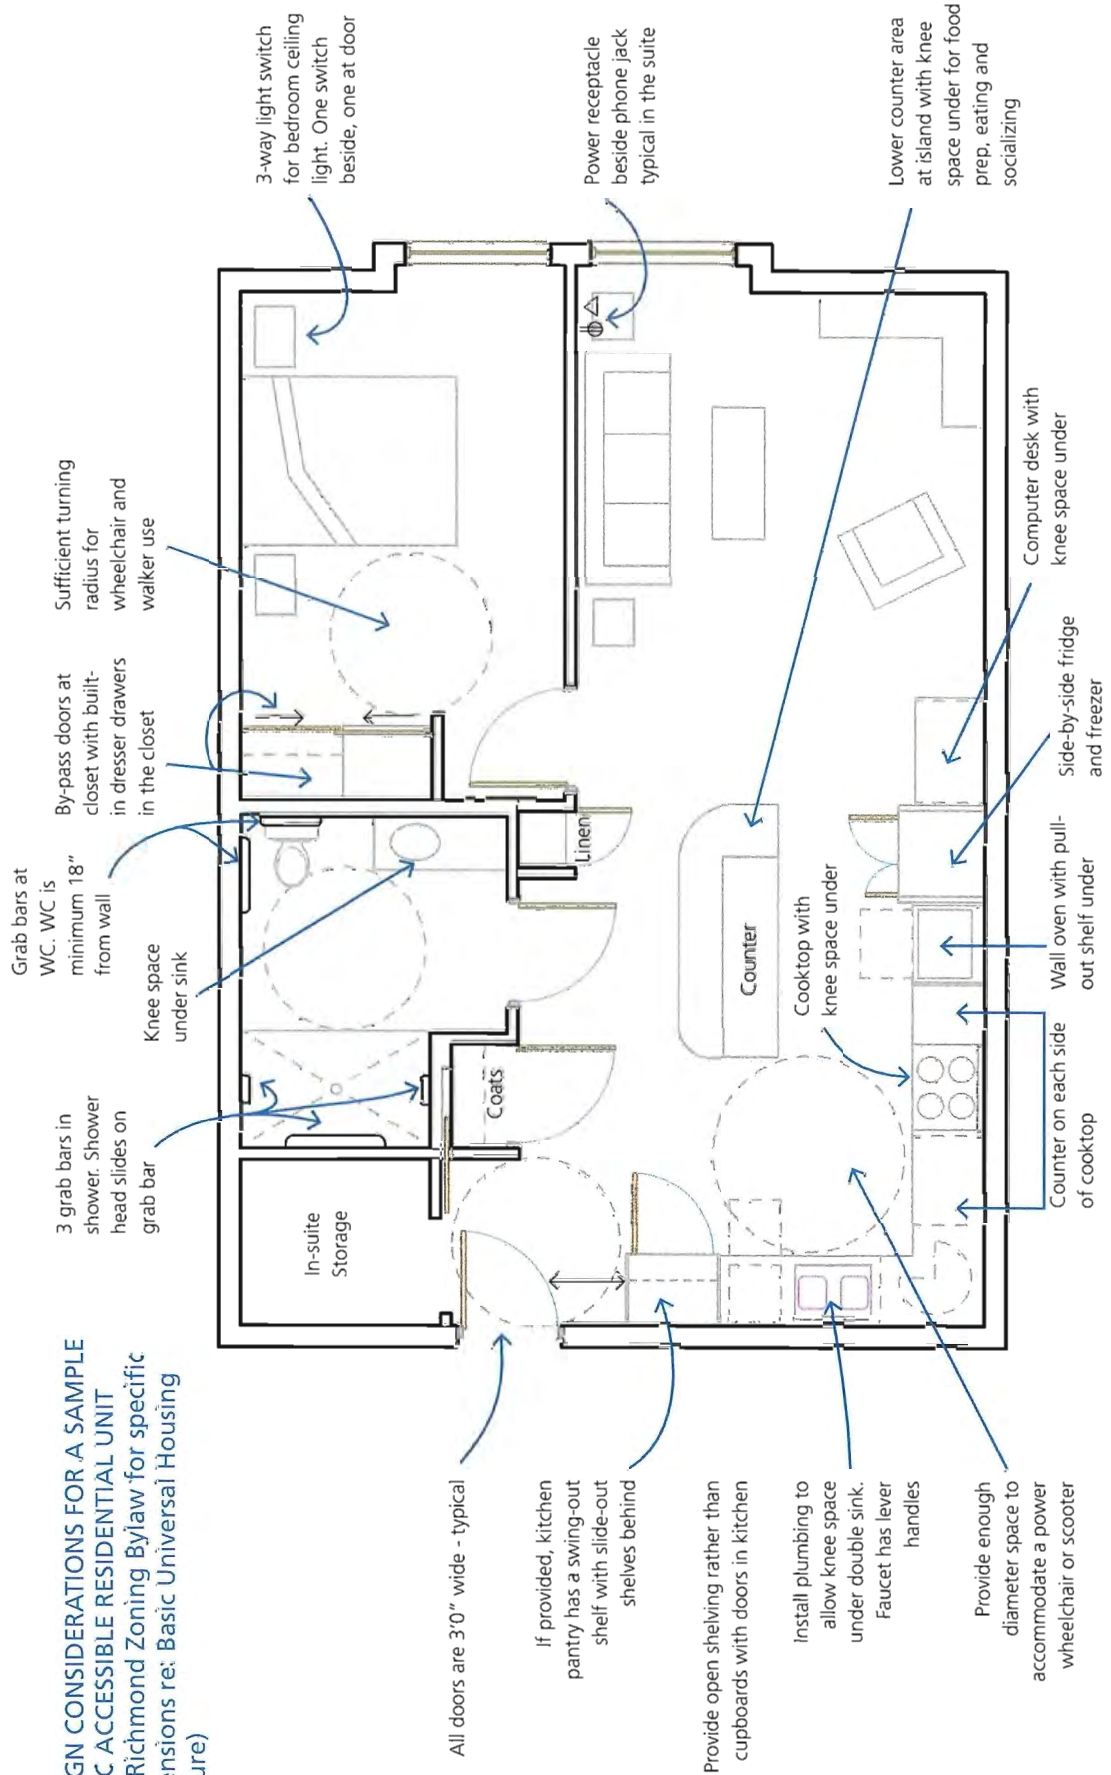 GN CONSIDERATIONS FOR A SAMPLE
C ACCESSIBLE RESIDENTIAL UNIT
Richmond Zoning Bylaw for specific
ensions re: Basic Universal Housing
ure)
3 grab bars in
shower. Shower
head slides on
grab bar
Grab bars at
WC. WC is
minimum 18”
from wall
Knee space
under sink
By-pass doors at
closet with built-
in dresser drawers
in the closet
Sufficient turning
radius for
wheelchair and
walker use
3-way light switch
for bedroom ceiling
light. One switch
beside, one at door
Power receptacle
beside phone jack
typical in the suite
Lower counter area
at island with knee
space under for food
prep, eating and
socializing
In-suite
Storage
Coats
Linen
Counter
Cooktop with
knee space under
All doors are 3’0” wide - typical
If provided, kitchen
pantry has a swing-out
shelf with slide-out
shelves behind
Provide open shelving rather than
cupboards with doors in kitchen
Install plumbing to
allow knee space
under double sink.
Faucet has lever
handles
Provide enough
diameter space to
accommodate a power
wheelchair or scooter
Counter on each side
of cooktop
Wall oven with pull-
out shelf under
Side-by-side fridge
and freezer
Computer desk with
knee space under